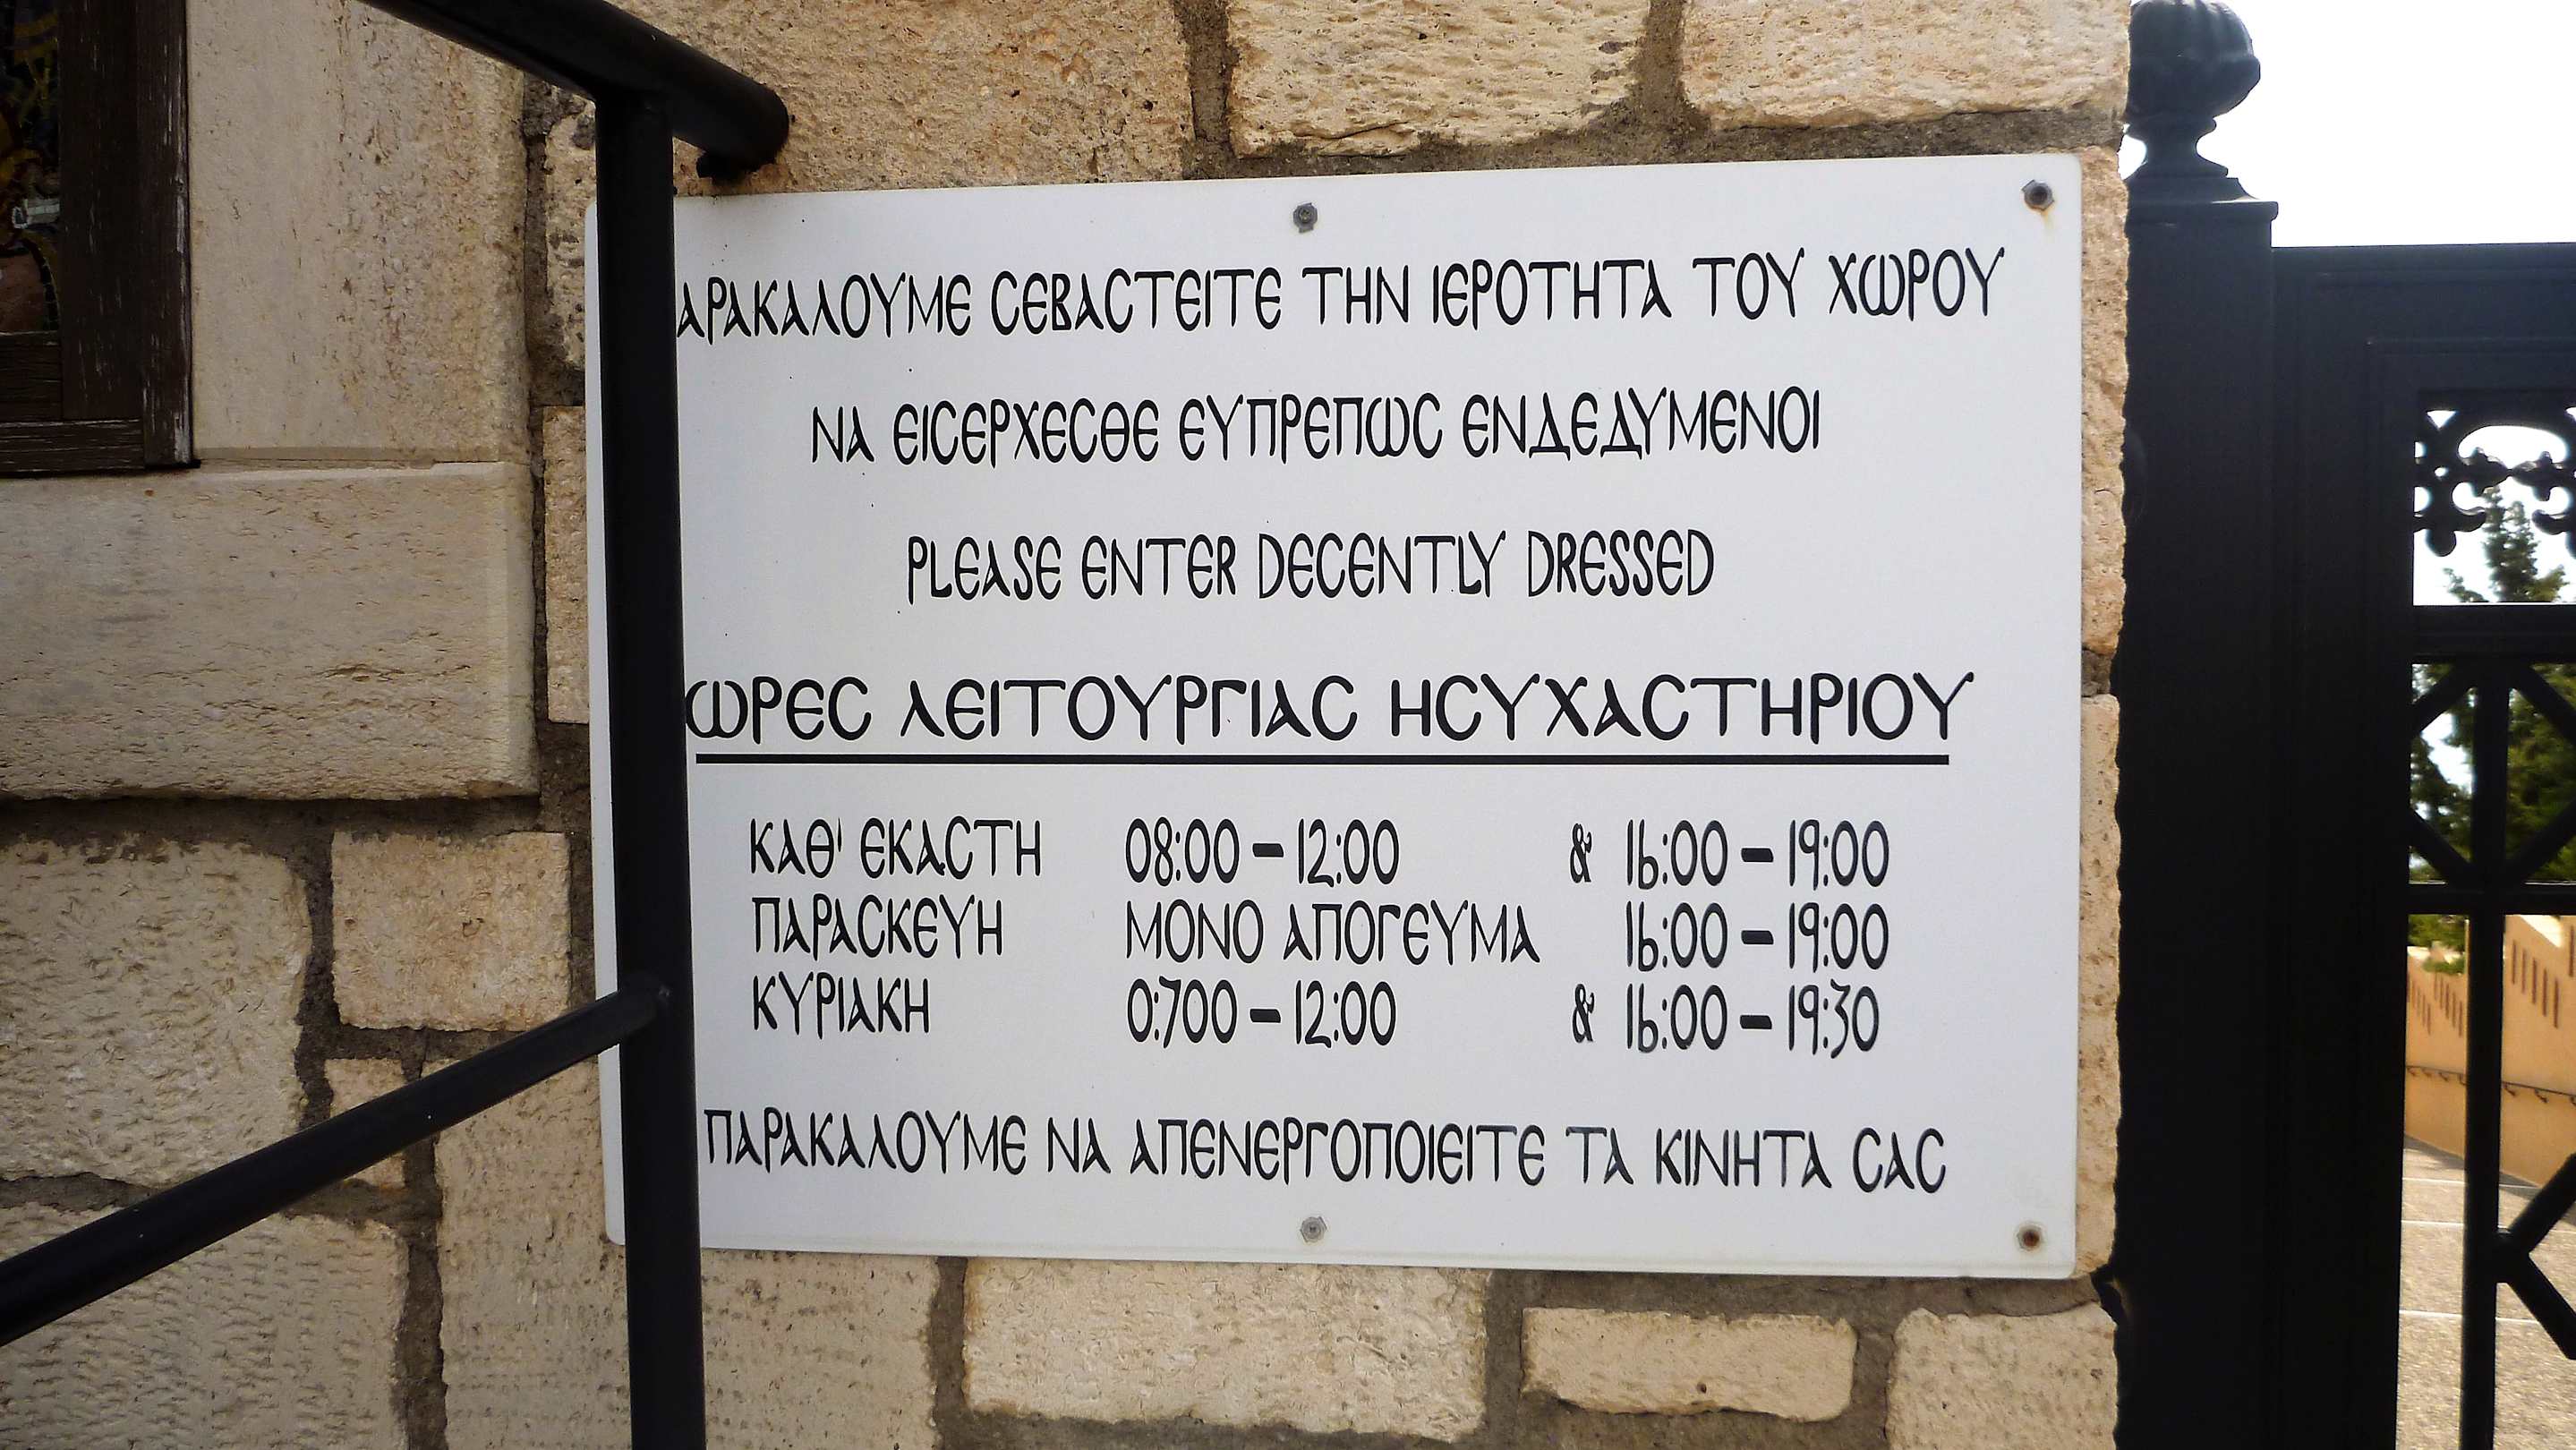 ΑΡΑΚΑΛΟΥΜΕ CΕΒΑCΤΕΙΤΕ ΤΗΝ ΙΕΡΟΤΗΤΑ ΤΟΥ ΧΩΡΟΥ
ΝΑ ΕΙCΕΡΧΕCΘΕ ΕΥΠΡΕΠΩC ΕΝΔΕΔΥΜΕΝΟΙ
PLEASE ENTER DECENTLY DRESSED
ΩΡΕC ΛΕΙΤΟΥΡΓΙΑC ΗCΥΧΑCΤΗΡΙΟΥ
ΚΑΘ' ΕΚΑCΤΗ 08:00 – 12:00 & 16:00 – 19:00
ΠΑΡΑCΚΕΥΗ ΜΟΝΟ ΑΠΟΓΕΥΜΑ 16:00 – 19:00
ΚΥΡΙΑΚΗ 0:700 – 12:00 & 16:00 – 19:30
ΠΑΡΑΚΑΛΟΥΜΕ ΝΑ ΑΠΕΝΕΡΓΟΠΟΙΕΙΤΕ ΤΑ ΚΙΝΗΤΑ CΑC